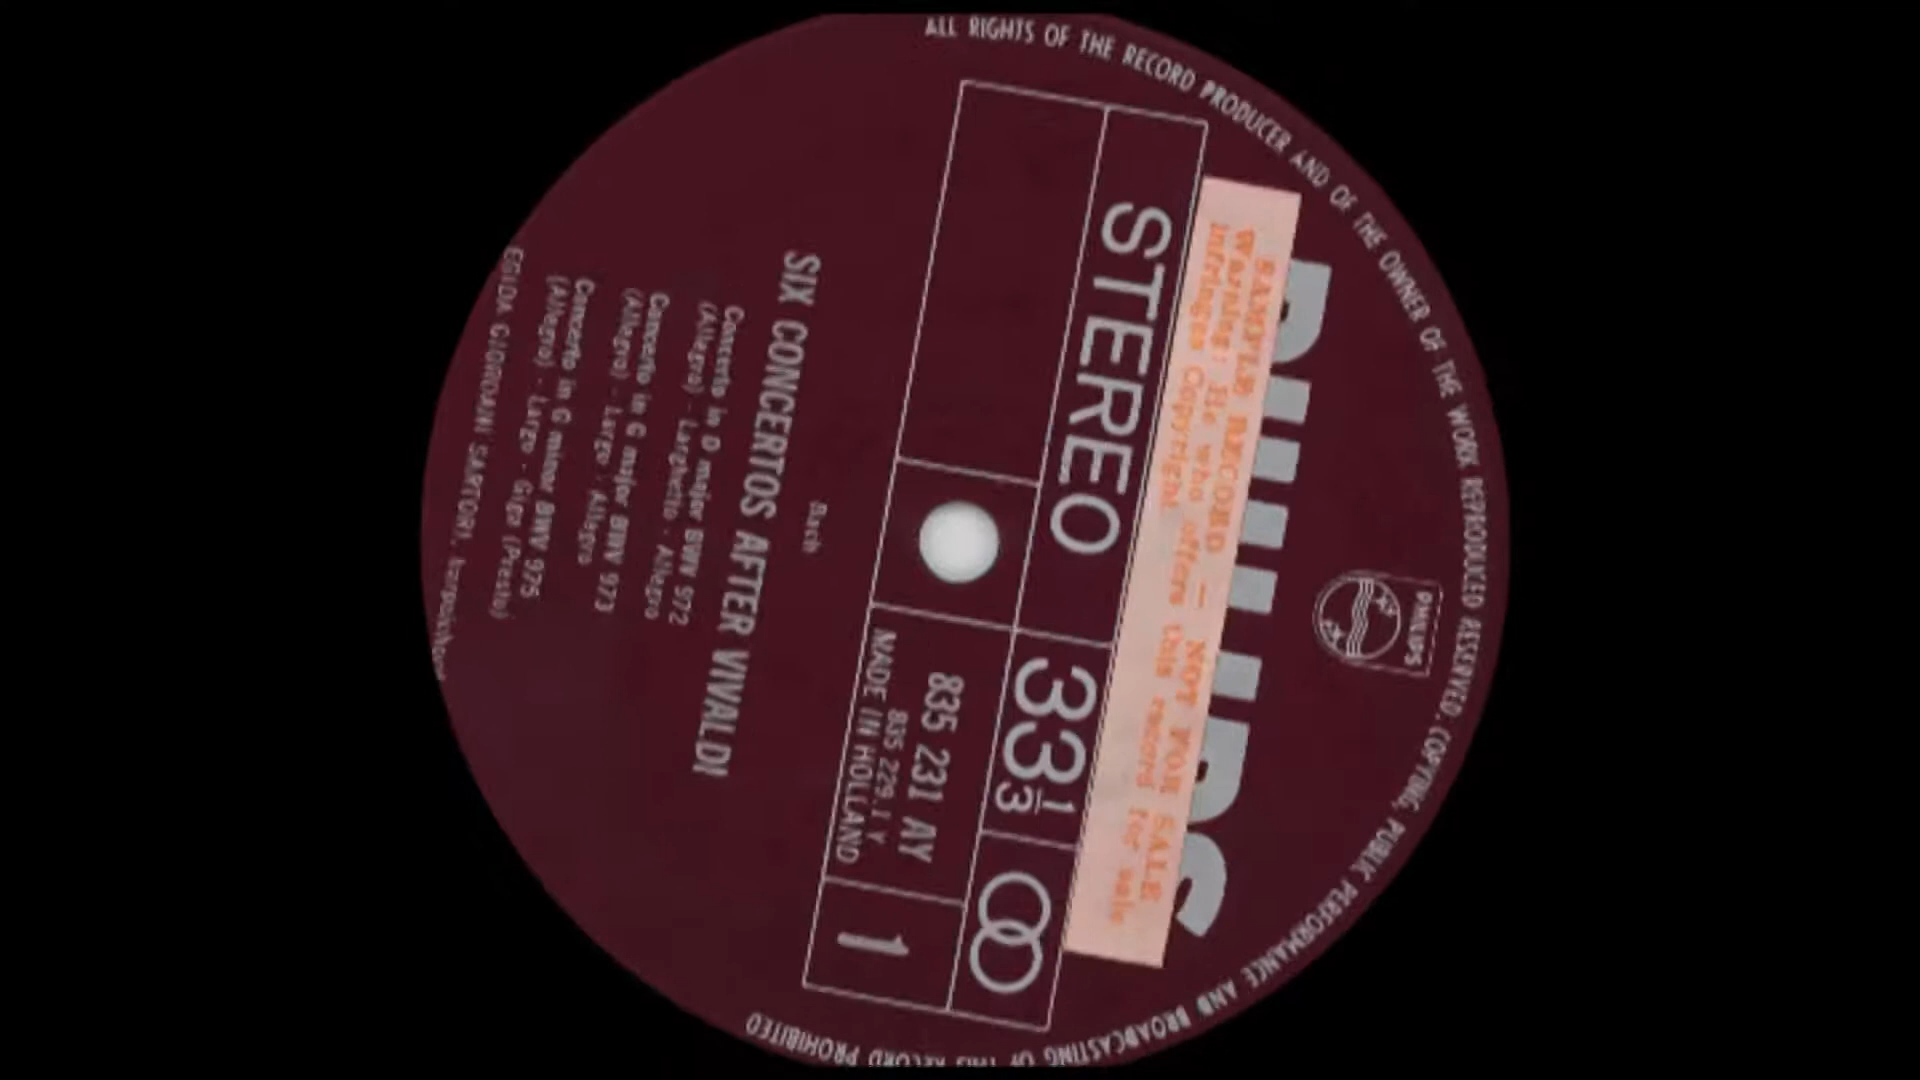 ALL RIGHTS OF THE RECORD PRODUCER AND OF THE OWNER OF THE WORK REPRODUCED RESERVED. COPYING, PUBLIC PERFORMANCE AND BROADCASTING OF THIS RECORD PROHIBITED
PHILIPS
PHILIPS
SAMPLE RECORD — NOT FOR SALE
Warning: He who offers this record for sale
infringes Copyright
STEREO
33⅓
835 231 AY
835 229.1 Y
MADE IN HOLLAND
1
Bach
SIX CONCERTOS AFTER VIVALDI
Concerto in D major BWV 972
(Allegro) - Larghetto - Allegro
Concerto in G major BWV 973
(Allegro) - Largo - Allegro
Concerto in G minor BWV 975
(Allegro) - Largo - Giga (Presto)
EGIDA GIORDANI SARTORI, harpsichord